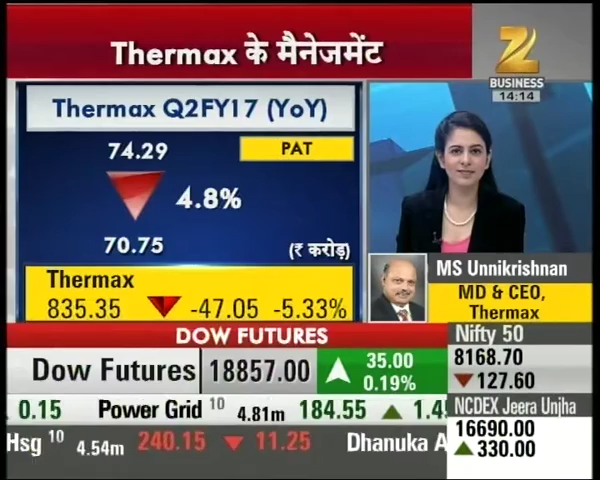 Thermax के मैनेजमेंट
Z
BUSINESS
14:14
Thermax Q2FY17 (YoY)
74.29
PAT
4.8%
70.75
(₹ करोड़)
Thermax
835.35 -47.05 -5.33%
MS Unnikrishnan
MD & CEO,
Thermax
DOW FUTURES
Dow Futures 18857.00
35.00
0.19%
Nifty 50
8168.70
127.60
NCDEX Jeera Unjha
16690.00
330.00
0.15 Power Grid 10 4.81m 184.55 1.4
Hsg 10 4.54m 240.15 11.25 Dhanuka A